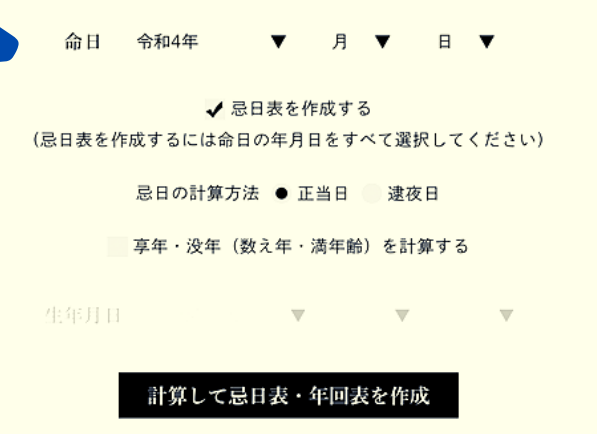 命日 令和4年 ▼ 月 ▼ 日 ▼
✔ 忌日表を作成する
(忌日表を作成するには命日の年月日をすべて選択してください)
忌日の計算方法 ● 正当日 逮夜日
享年・没年(数え年・満年齢)を計算する
生年月日 ▼ ▼ ▼
計算して忌日表・年回表を作成